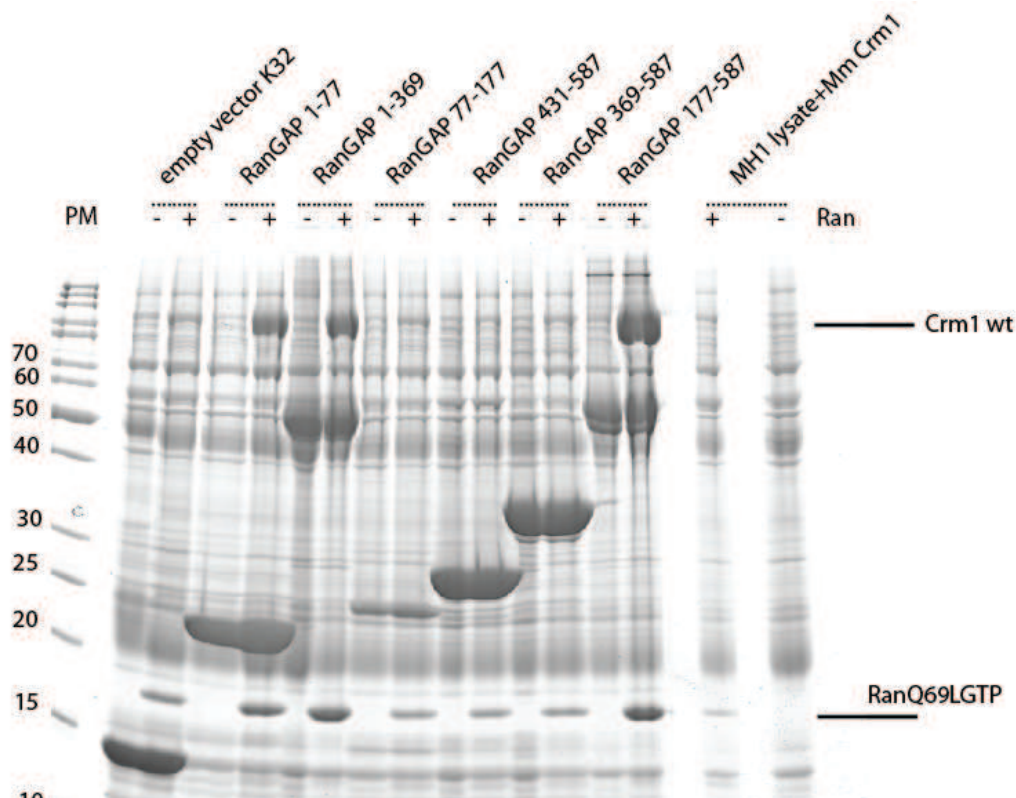 empty vector K32
RanGAP 1-77
RanGAP 1-369
RanGAP 77-177
RanGAP 431-587
RanGAP 369-587
RanGAP 177-587
MH1 lysate+Mm Crm1
PM - + - + - + - + - + - + - + + - Ran
Crm1 wt
70
60
50
40
30
25
20
15
RanQ69LGTP
10